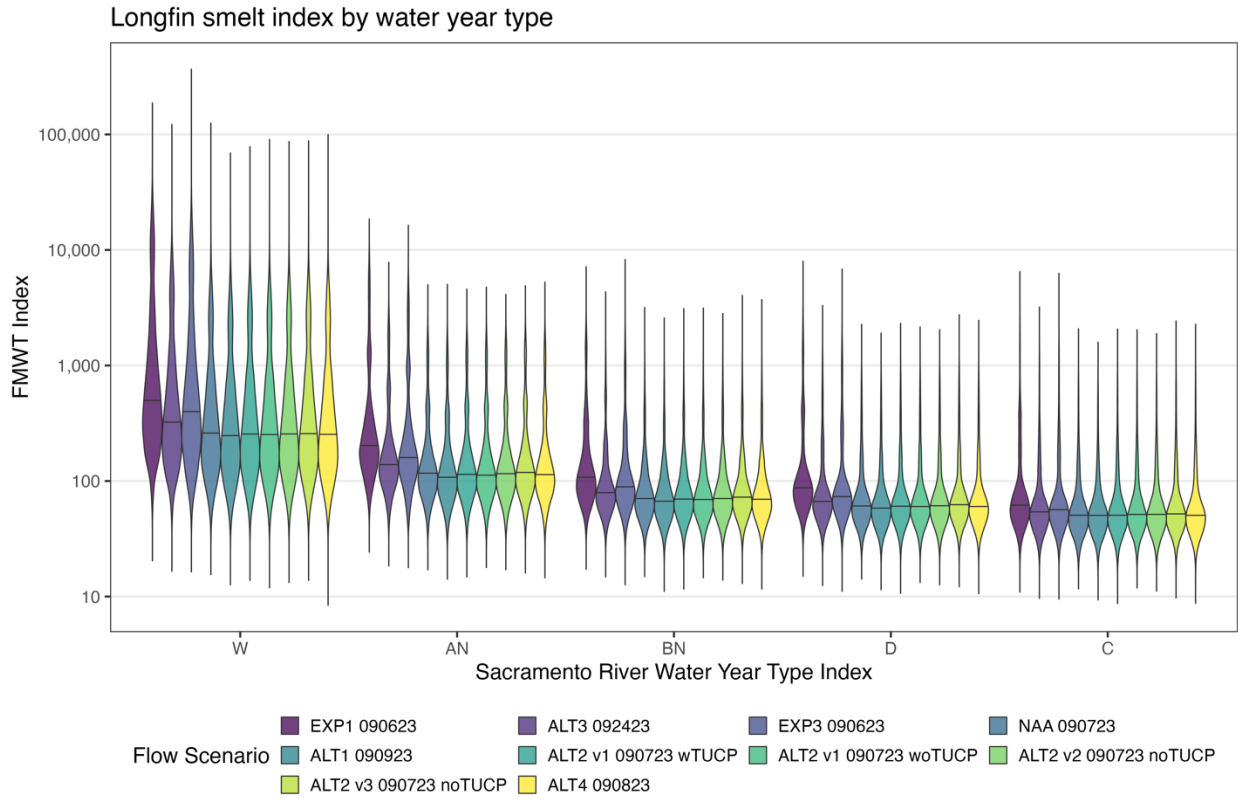 Longfin smelt index by water year type
100,000
10,000
1,000
100
10
FMWT Index
W AN BN D C
Sacramento River Water Year Type Index
Flow Scenario
EXP1 090623 ALT3 092423 EXP3 090623 NAA 090723
ALT1 090923 ALT2 v1 090723 wTUCP ALT2 v1 090723 woTUCP ALT2 v2 090723 noTUCP
ALT2 v3 090723 noTUCP ALT4 090823